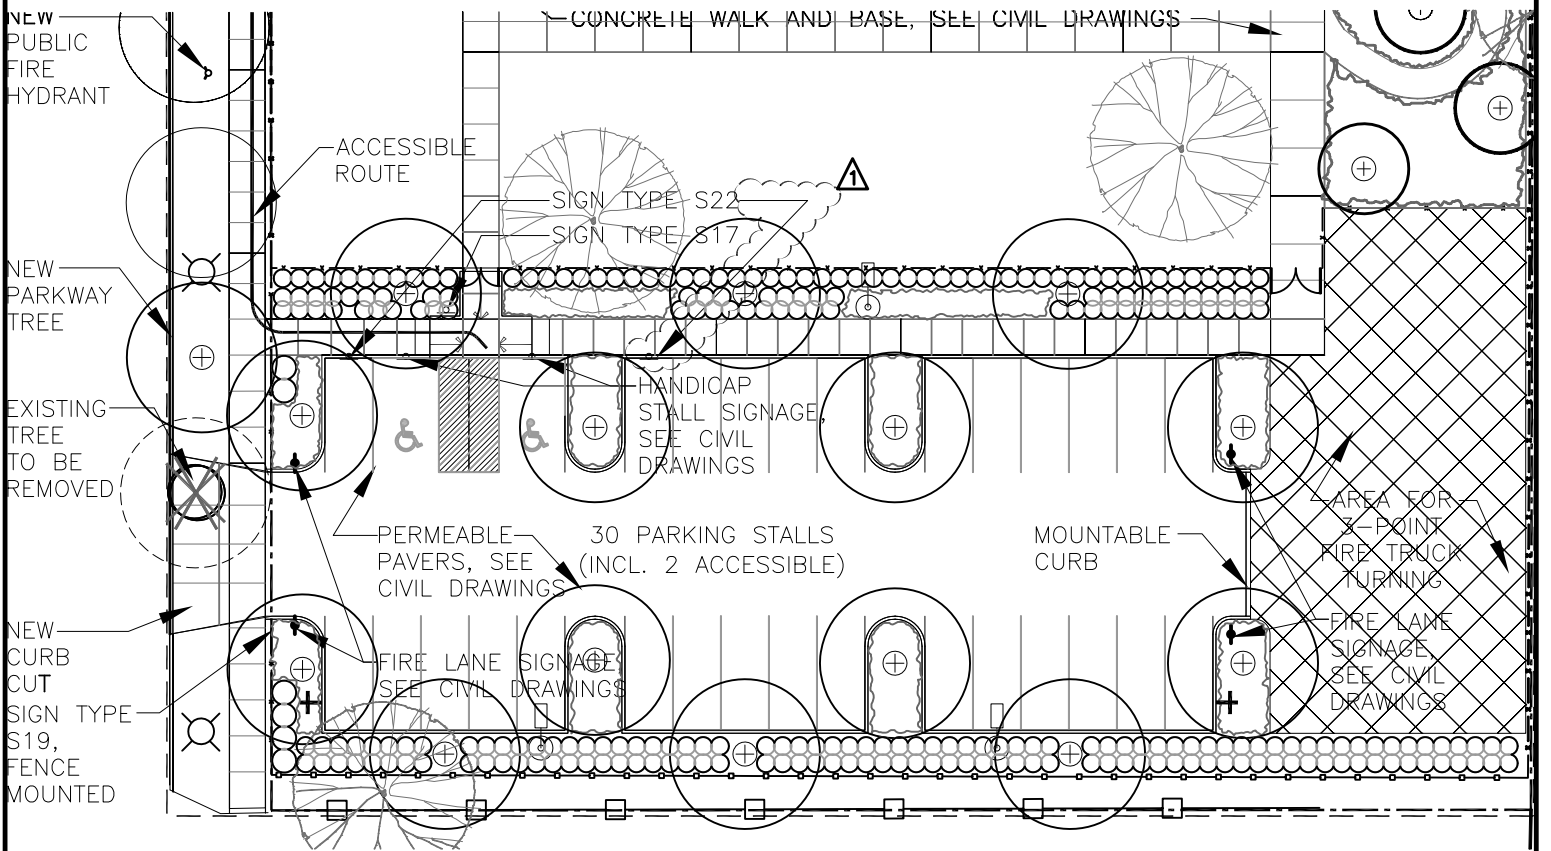 NEW
PUBLIC
FIRE
HYDRANT
CONCRETE WALK AND BASE, SEE CIVIL DRAWINGS
ACCESSIBLE
ROUTE
1
SIGN TYPE S22
SIGN TYPE S17
NEW
PARKWAY
TREE
EXISTING
TREE
TO BE
REMOVED
HANDICAP
STALL SIGNAGE,
SEE CIVIL
DRAWINGS
PERMEABLE
PAVERS, SEE
CIVIL DRAWINGS
30 PARKING STALLS
(INCL. 2 ACCESSIBLE)
MOUNTABLE
CURB
AREA FOR
3-POINT
FIRE TRUCK
TURNING
NEW
CURB
CUT
FIRE LANE SIGNAGE
SEE CIVIL DRAWINGS
FIRE LANE
SIGNAGE,
SEE CIVIL
DRAWINGS
SIGN TYPE
S19,
FENCE
MOUNTED